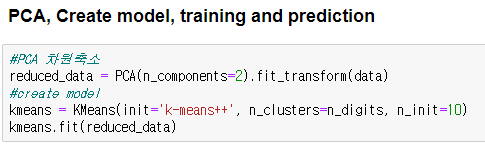 PCA, Create model, training and prediction
#PCA 차원축소
reduced_data = PCA(n_components=2).fit_transform(data)
#create model
kmeans = KMeans(init='k-means++', n_clusters=n_digits, n_init=10)
kmeans.fit(reduced_data)